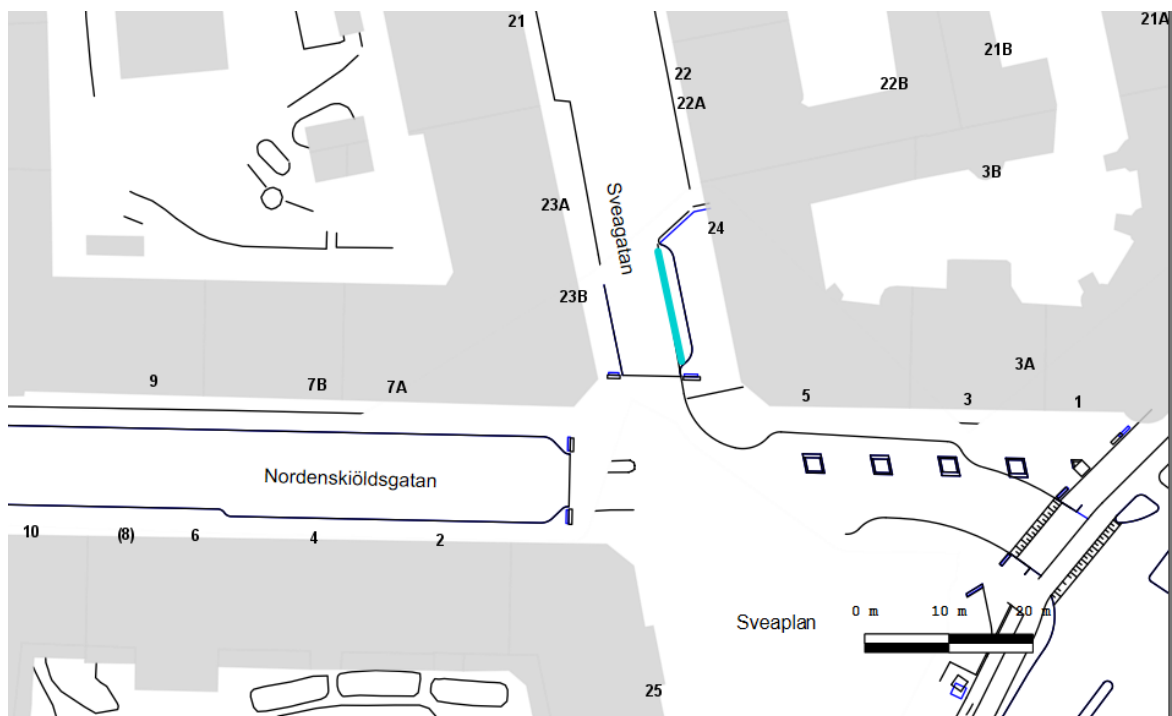 21
21A
21B
22
22B
22A
3B
23A
Sveagatan
24
23B
3A
9
7B
7A
5
3
1
Nordenskiöldsgatan
10
(8)
6
4
2
0 m
10 m
20 m
Sveaplan
25